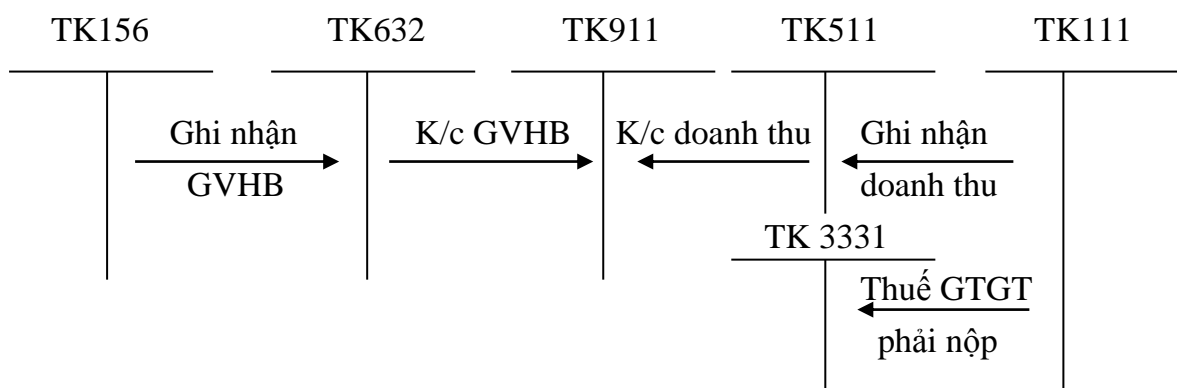 TK156 TK632 TK911 TK511 TK111
Ghi nhận K/c GVHB K/c doanh thu Ghi nhận
GVHB doanh thu
TK 3331
Thuế GTGT
phải nộp